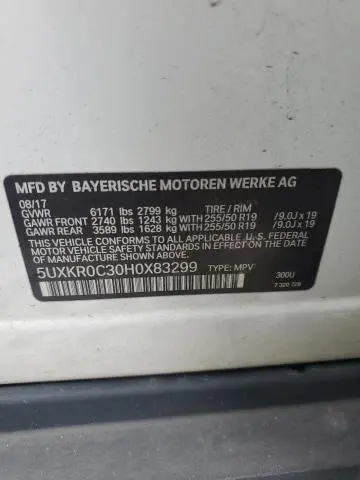 MFD BY BAYERISCHE MOTOREN WERKE AG
08/17
GVWR 6171 lbs 2799 kg TIRE / RIM
GAWR FRONT 2740 lbs 1243 kg WITH 255/50 R19 /9.0J x 19
GAWR REAR 3589 lbs 1628 kg WITH 255/50 R19 /9.0J x 19
THIS VEHICLE CONFORMS TO ALL APPLICABLE U.S. FEDERAL
MOTOR VEHICLE SAFETY STANDARDS IN EFFECT ON THE DATE OF
MANUFACTURE SHOWN ABOVE.
5UXKR0C30H0X83299 TYPE: MPV 300U
7 320 728